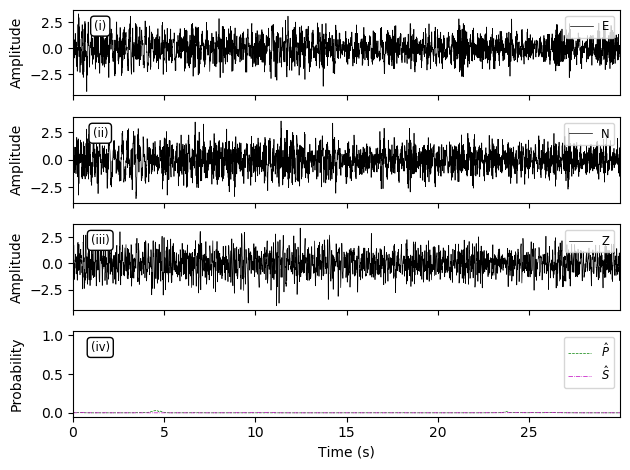 Amplitude
2.5
0.0
−2.5
(i)
E
Amplitude
2.5
0.0
−2.5
(ii)
N
Amplitude
2.5
0.0
−2.5
(iii)
Z
Probability
1.0
0.5
0.0
(iv)
P̂
Ŝ
0 5 10 15 20 25
Time (s)